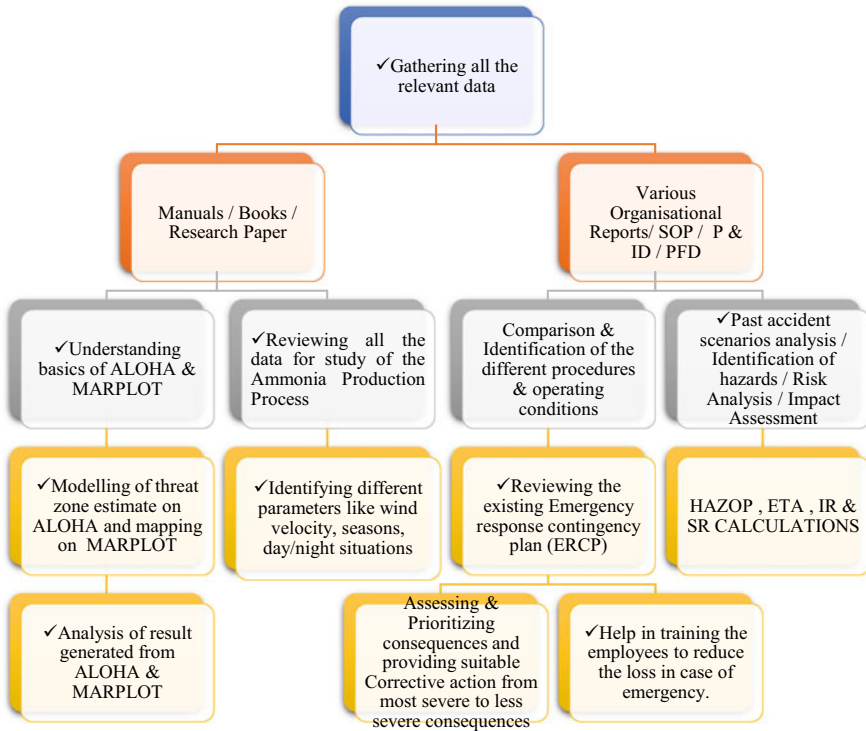 ✓Gathering all the
relevant data
Manuals / Books /
Research Paper
Various
Organisational
Reports/ SOP / P &
ID / PFD
✓Understanding
basics of ALOHA &
MARPLOT
✓Reviewing all the
data for study of the
Ammonia Production
Process
Comparison &
Identification of the
different procedures
& operating
conditions
✓Past accident
scenarios analysis /
Identification of
hazards / Risk
Analysis / Impact
Assessment
✓Modelling of threat
zone estimate on
ALOHA and mapping
on MARPLOT
✓Identifying different
parameters like wind
velocity, seasons,
day/night situations
✓Reviewing the
existing Emergency
response contingency
plan (ERCP)
HAZOP , ETA , IR &
SR CALCULATIONS
✓Analysis of result
generated from
ALOHA &
MARPLOT
Assessing &
Prioritizing
consequences and
providing suitable
Corrective action from
most severe to less
severe consequences
✓Help in training the
employees to reduce
the loss in case of
emergency.